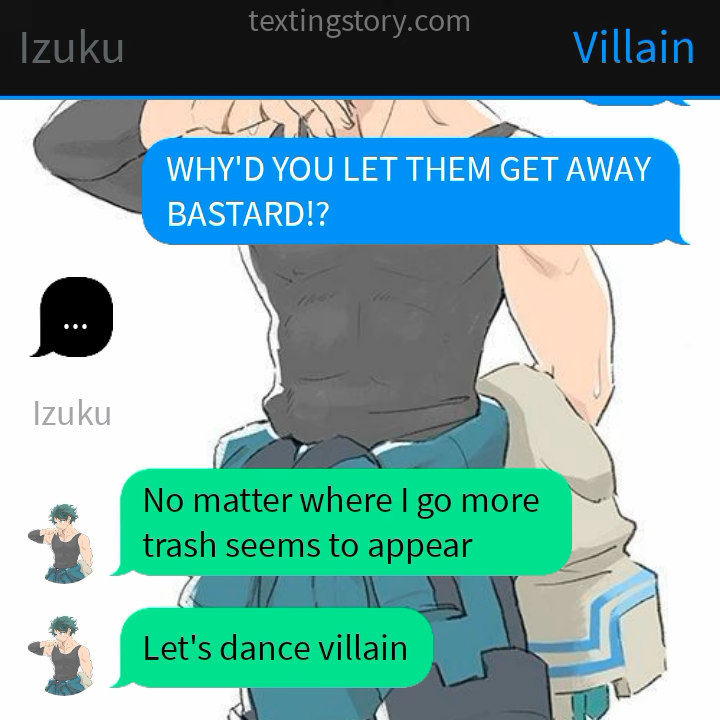 textingstory.com
Izuku
Villain
WHY'D YOU LET THEM GET AWAY
BASTARD!?
...
Izuku
No matter where I go more
trash seems to appear
Let's dance villain